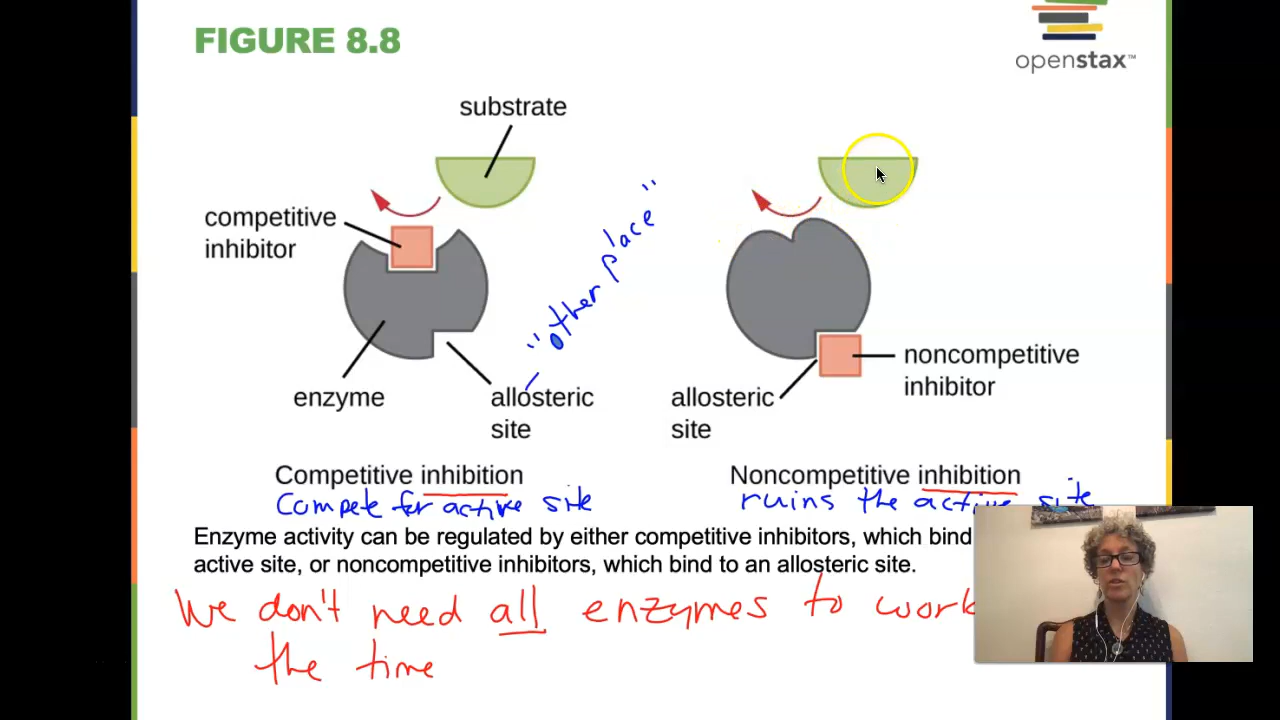 FIGURE 8.8
openstax™
substrate
competitive
inhibitor
"other place"
enzyme
allosteric
site
allosteric
site
noncompetitive
inhibitor
Competitive inhibition
Compete for active site
Noncompetitive inhibition
ruins the active site
Enzyme activity can be regulated by either competitive inhibitors, which bind
active site, or noncompetitive inhibitors, which bind to an allosteric site.
We don't need all enzymes to work
the time